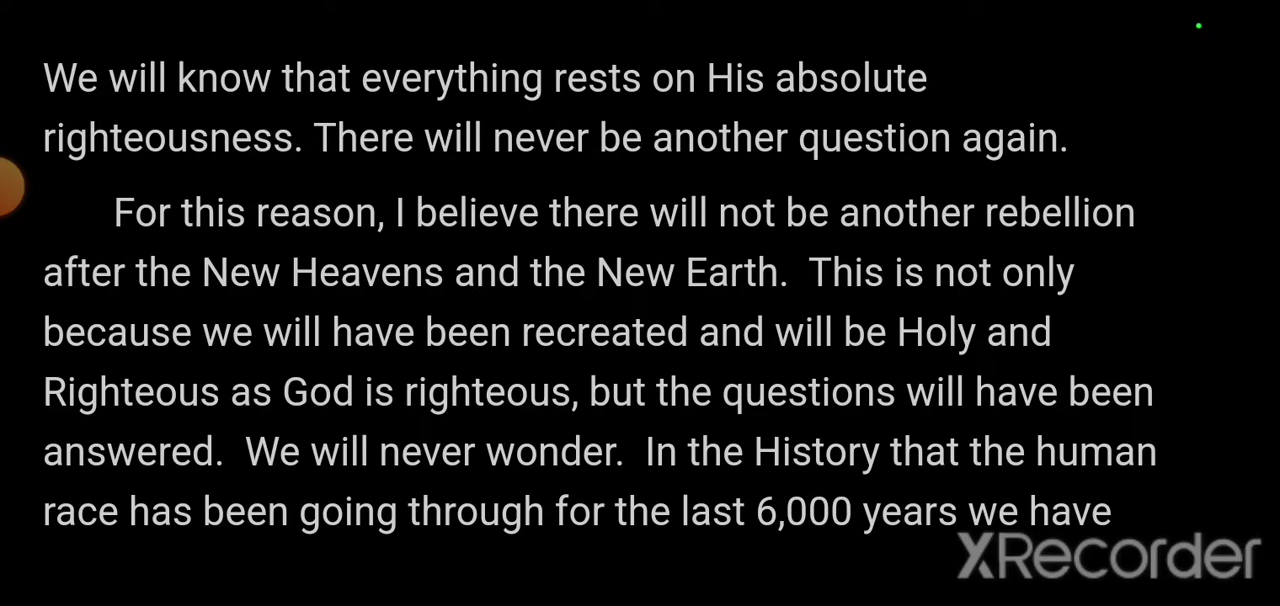 We will know that everything rests on His absolute
righteousness. There will never be another question again.
For this reason, I believe there will not be another rebellion
after the New Heavens and the New Earth.  This is not only
because we will have been recreated and will be Holy and
Righteous as God is righteous, but the questions will have been
answered.  We will never wonder.  In the History that the human
race has been going through for the last 6,000 years we have
XRecorder